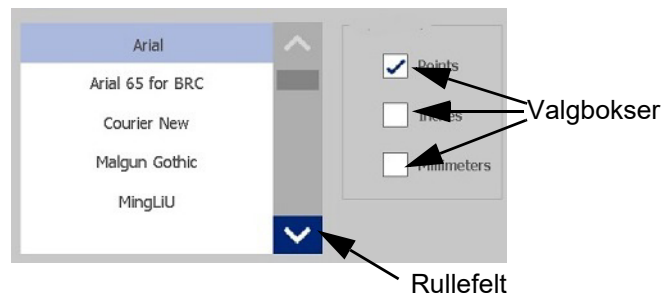 Arial
Arial 65 for BRC
Courier New
Malgun Gothic
MingLiU
Points
Inches
Millimeters
Valgbokser
Rullefelt